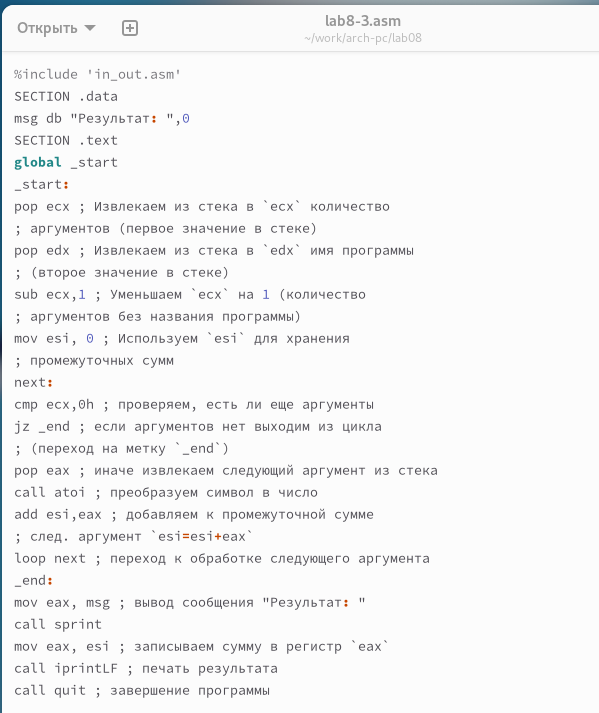 Открыть
lab8-3.asm
~/work/arch-pc/lab08
%include 'in_out.asm'
SECTION .data
msg db "Результат: ",0
SECTION .text
global _start
_start:
pop ecx ; Извлекаем из стека в `ecx` количество
; аргументов (первое значение в стеке)
pop edx ; Извлекаем из стека в `edx` имя программы
; (второе значение в стеке)
sub ecx,1 ; Уменьшаем `ecx` на 1 (количество
; аргументов без названия программы)
mov esi, 0 ; Используем `esi` для хранения
; промежуточных сумм
next:
cmp ecx,0h ; проверяем, есть ли еще аргументы
jz _end ; если аргументов нет выходим из цикла
; (переход на метку `_end`)
pop eax ; иначе извлекаем следующий аргумент из стека
call atoi ; преобразуем символ в число
add esi,eax ; добавляем к промежуточной сумме
; след. аргумент `esi=esi+eax`
loop next ; переход к обработке следующего аргумента
_end:
mov eax, msg ; вывод сообщения "Результат: "
call sprint
mov eax, esi ; записываем сумму в регистр `eax`
call iprintLF ; печать результата
call quit ; завершение программы